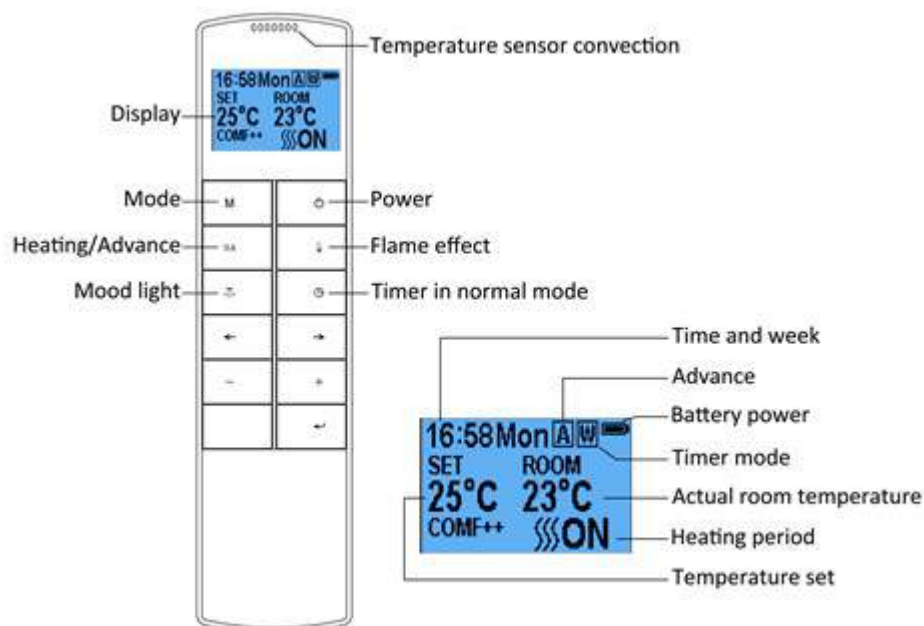 Temperature sensor convection
16:58Mon A W
SET ROOM
25°C 23°C
COMF++ ON
Display
Mode M Power
Heating/Advance Flame effect
Mood light Timer in normal mode
← →
- +
↵
Time and week
Advance
Battery power
16:58Mon A W
Timer mode
SET ROOM
25°C 23°C
Actual room temperature
COMF++ ON
Heating period
Temperature set